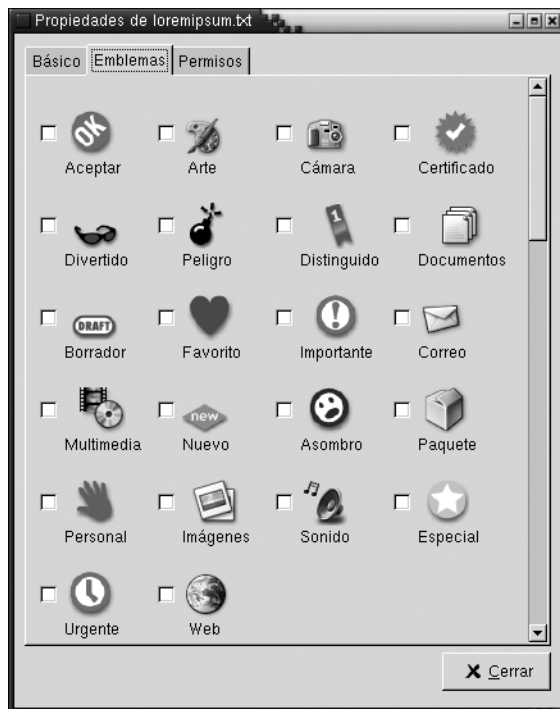 Propiedades de loremipsum.txt
Básico Emblemas Permisos
OK
Aceptar Arte Cámara Certificado
1
Divertido Peligro Distinguido Documentos
DRAFT
Borrador Favorito Importante Correo
new
Multimedia Nuevo Asombro Paquete
Personal Imágenes Sonido Especial
Urgente Web
Cerrar